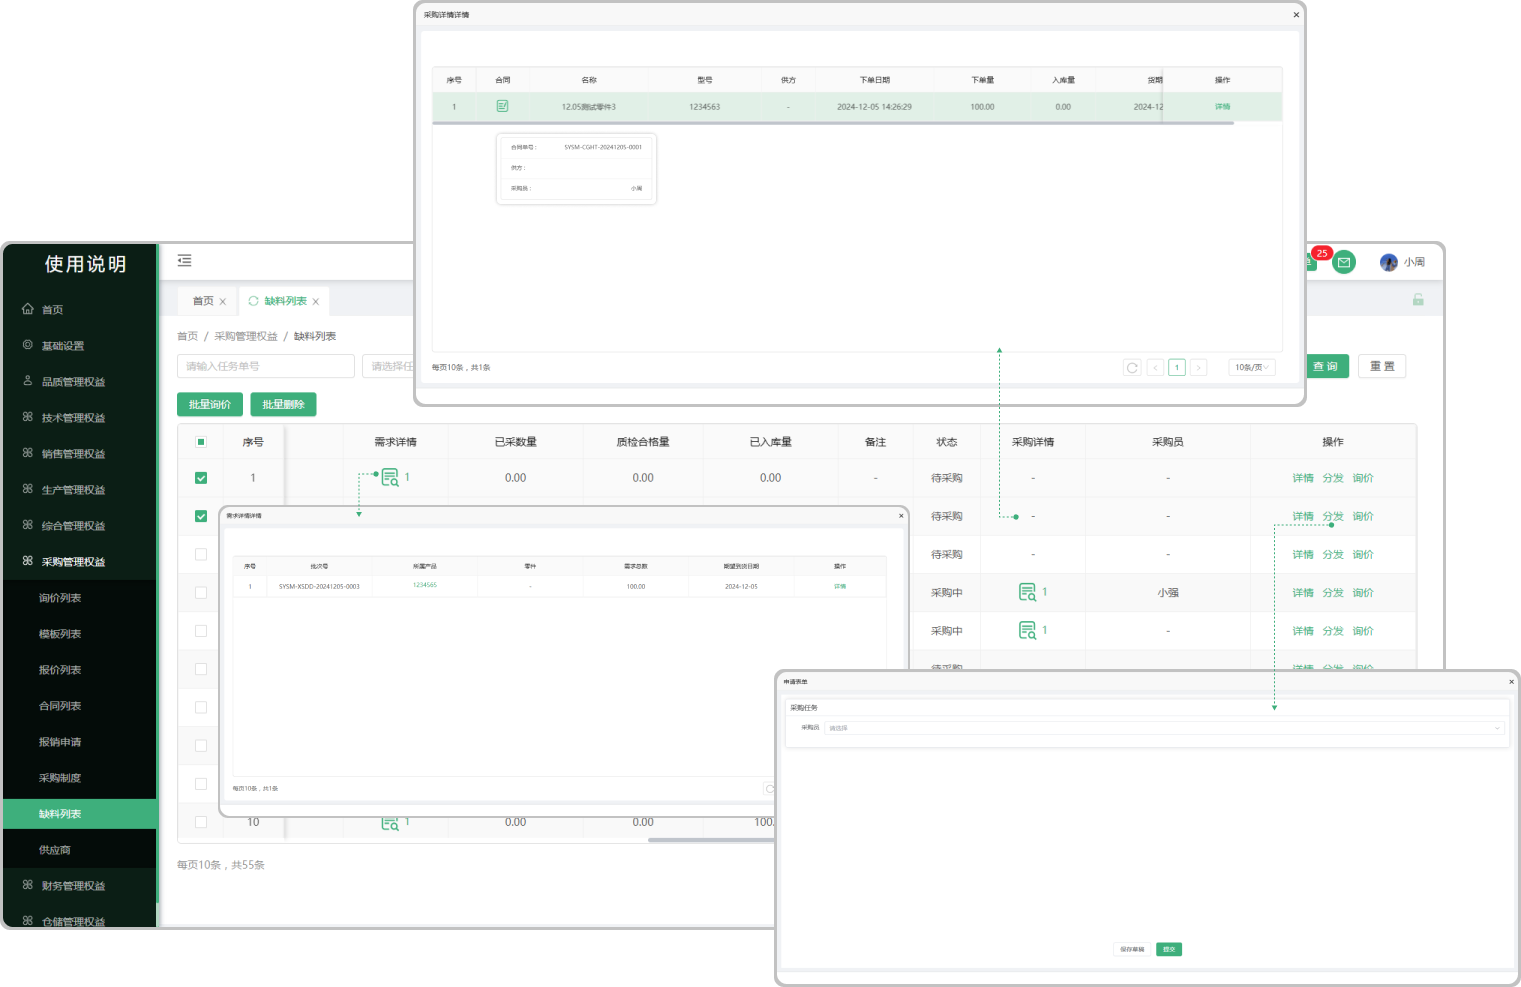 采购详情详情 ×
序号 合同 名称 型号 供方 下单日期 下单量 入库量 货期 操作
1 12.05测试零件3 1234563 - 2024-12-05 14:26:29 100.00 0.00 2024-12 详情
合同单号： SYSM-CGHT-20241205-0001
供方：
采购员： 小周
每页10条，共1条 < 1 > 10条/页
使用说明
首页
基础设置
品质管理权益
技术管理权益
销售管理权益
生产管理权益
综合管理权益
采购管理权益
询价列表
模板列表
报价列表
合同列表
报销申请
采购制度
缺料列表
供应商
财务管理权益
仓储管理权益
25 小周
首页 × 缺料列表 ×
首页 / 采购管理权益 / 缺料列表
请输入任务单号 请选择任 查询 重置
批量询价 批量删除
序号 需求详情 已采数量 质检合格量 已入库量 备注 状态 采购详情 采购员 操作
1 1 0.00 0.00 0.00 - 待采购 - - 详情 分发 询价
待采购 - - 详情 分发 询价
待采购 - - 详情 分发 询价
采购中 1 小强 详情 分发 询价
采购中 1 - 详情 分发 询价
待采购 详情 分发 询价
10 1 0.00 0.00 100.
每页10条，共55条
需求详情详情 ×
序号 批次号 所属产品 零件 需求总数 期望到货日期 操作
1 SYSM-XSDD-20241205-0003 1234565 - 100.00 2024-12-05 详情
每页10条，共1条
申请表单 ×
采购任务
采购员 请选择
保存草稿 提交